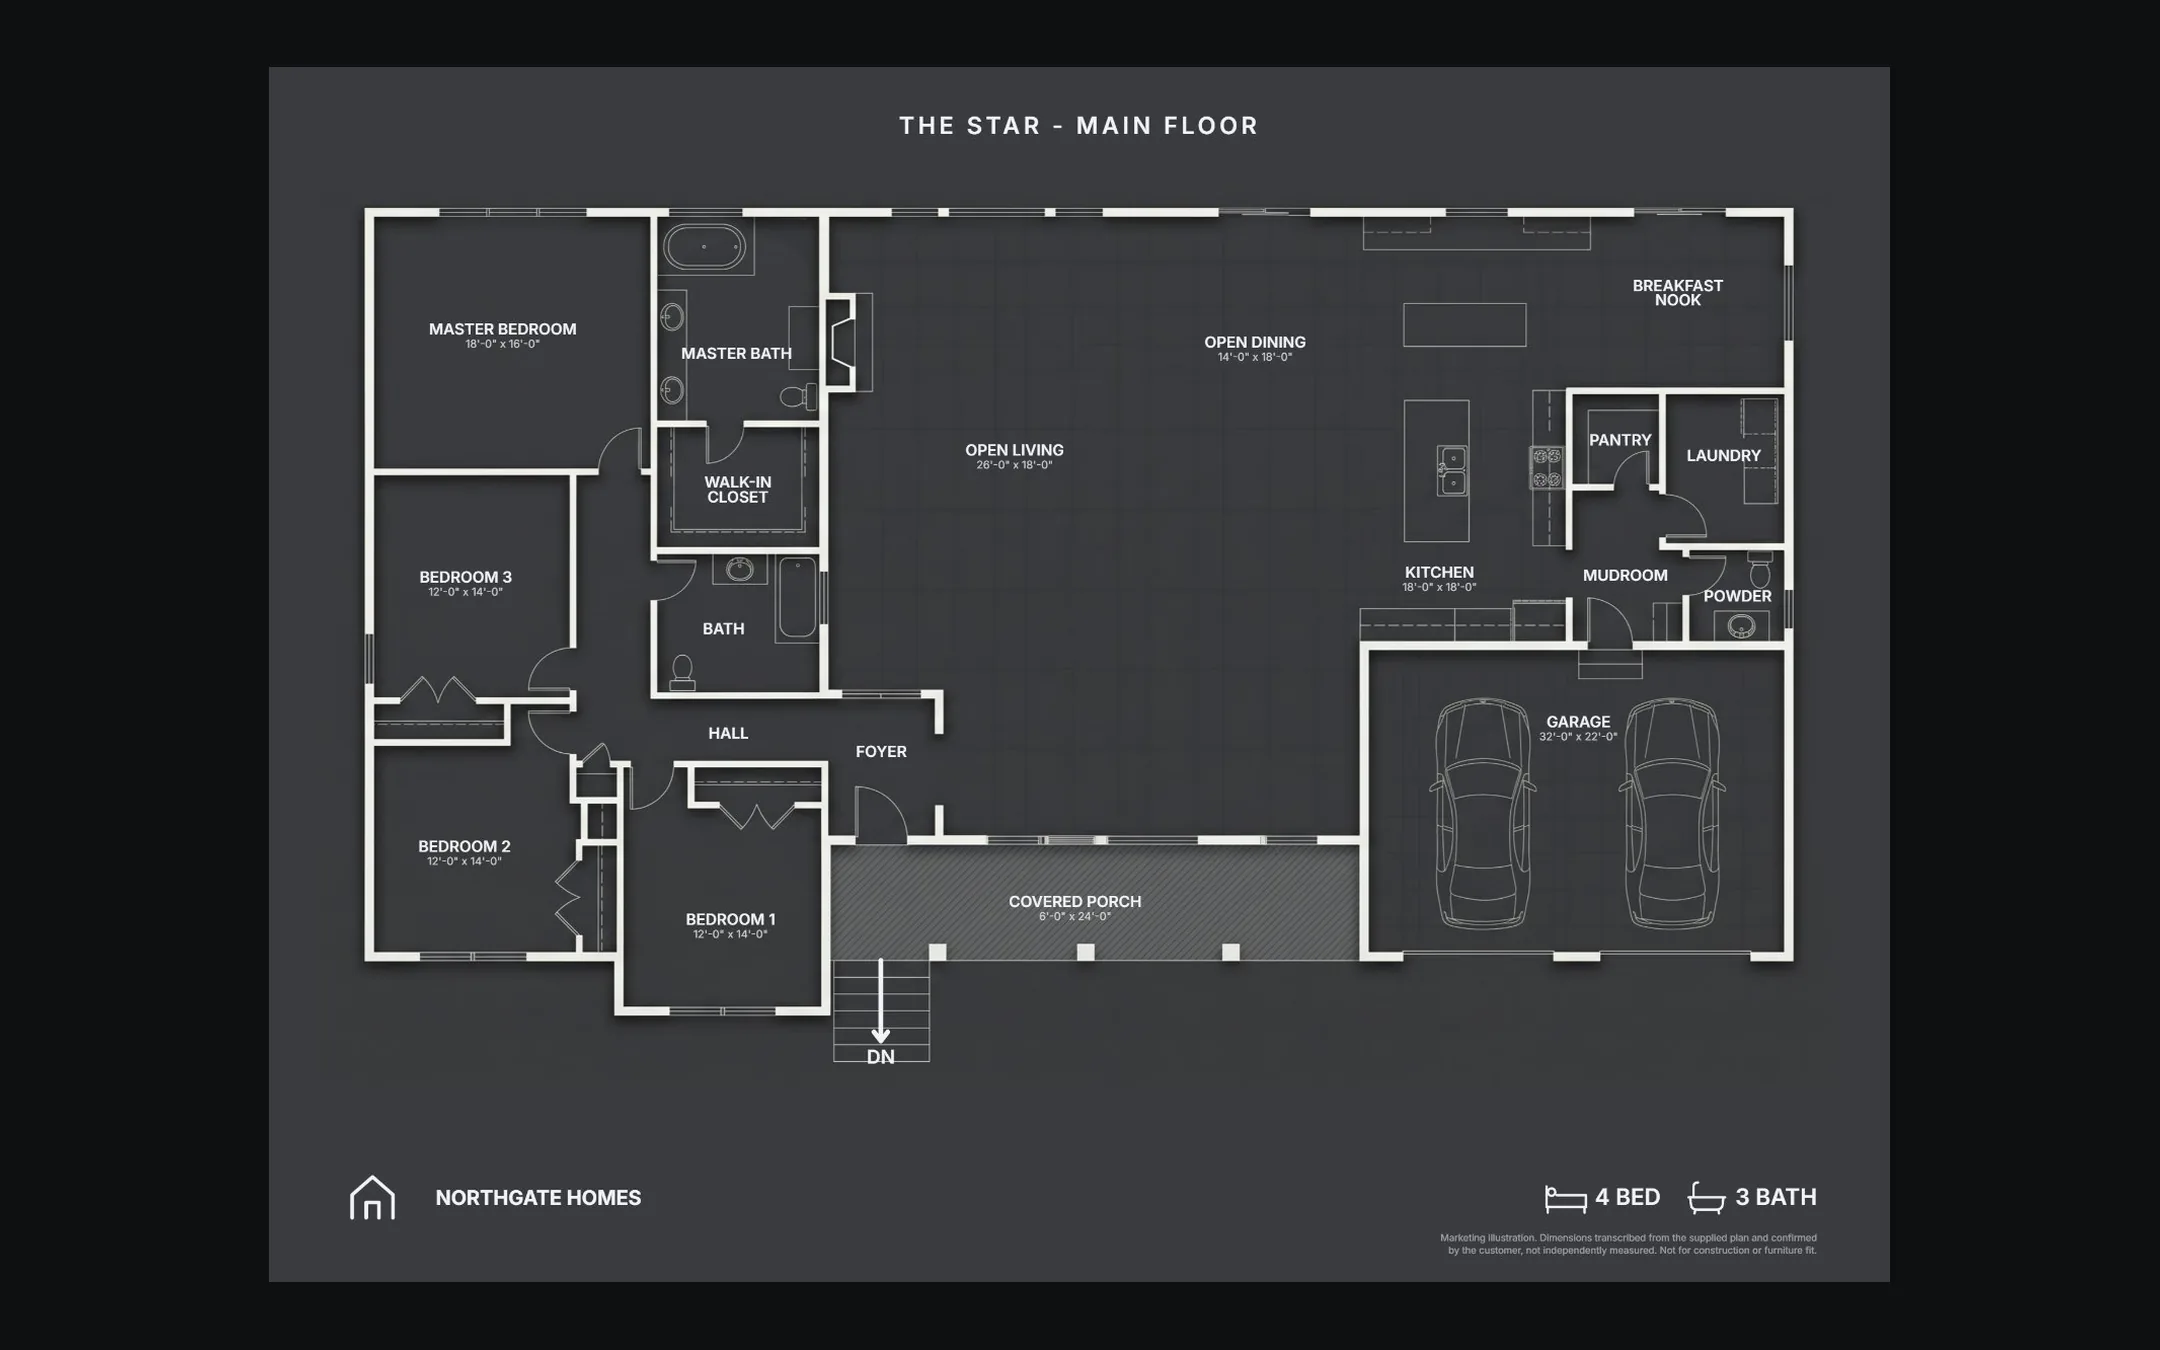 THE STAR - MAIN FLOOR
MASTER BEDROOM
18'-0" x 16'-0"
MASTER BATH
WALK-IN
CLOSET
OPEN LIVING
26'-0" x 18'-0"
OPEN DINING
14'-0" x 18'-0"
BREAKFAST
NOOK
PANTRY
LAUNDRY
KITCHEN
18'-0" x 18'-0"
MUDROOM
POWDER
BEDROOM 3
12'-0" x 14'-0"
BATH
HALL
FOYER
GARAGE
32'-0" x 22'-0"
BEDROOM 2
12'-0" x 14'-0"
BEDROOM 1
12'-0" x 14'-0"
COVERED PORCH
6'-0" x 24'-0"
DN
NORTHGATE HOMES
4 BED
3 BATH
Marketing illustration. Dimensions transcribed from the supplied plan and confirmed
by the customer, not independently measured. Not for construction or furniture fit.